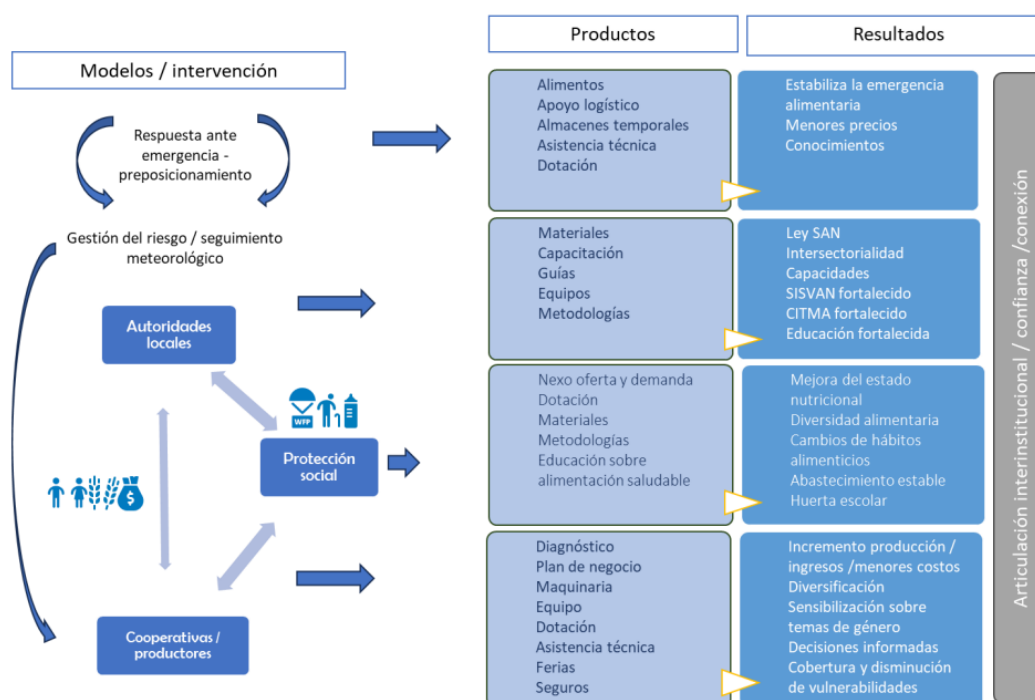 Modelos / intervención
Productos
Resultados
Respuesta ante
emergencia -
preposicionamiento
Gestión del riesgo / seguimiento
meteorológico
Autoridades
locales
WFP
Protección
social
$
Cooperativas /
productores
Alimentos
Apoyo logístico
Almacenes temporales
Asistencia técnica
Dotación
Estabiliza la emergencia
alimentaria
Menores precios
Conocimientos
Materiales
Capacitación
Guías
Equipos
Metodologías
Ley SAN
Intersectorialidad
Capacidades
SISVAN fortalecido
CITMA fortalecido
Educación fortalecida
Nexo oferta y demanda
Dotación
Materiales
Metodologías
Educación sobre
alimentación saludable
Mejora del estado
nutricional
Diversidad alimentaria
Cambios de hábitos
alimenticios
Abastecimiento estable
Huerta escolar
Diagnóstico
Plan de negocio
Maquinaria
Equipo
Dotación
Asistencia técnica
Ferias
Seguros
Incremento producción /
ingresos /menores costos
Diversificación
Sensibilización sobre
temas de género
Decisiones informadas
Cobertura y disminución
de vulnerabilidades
Articulación interinstitucional / confianza /conexión